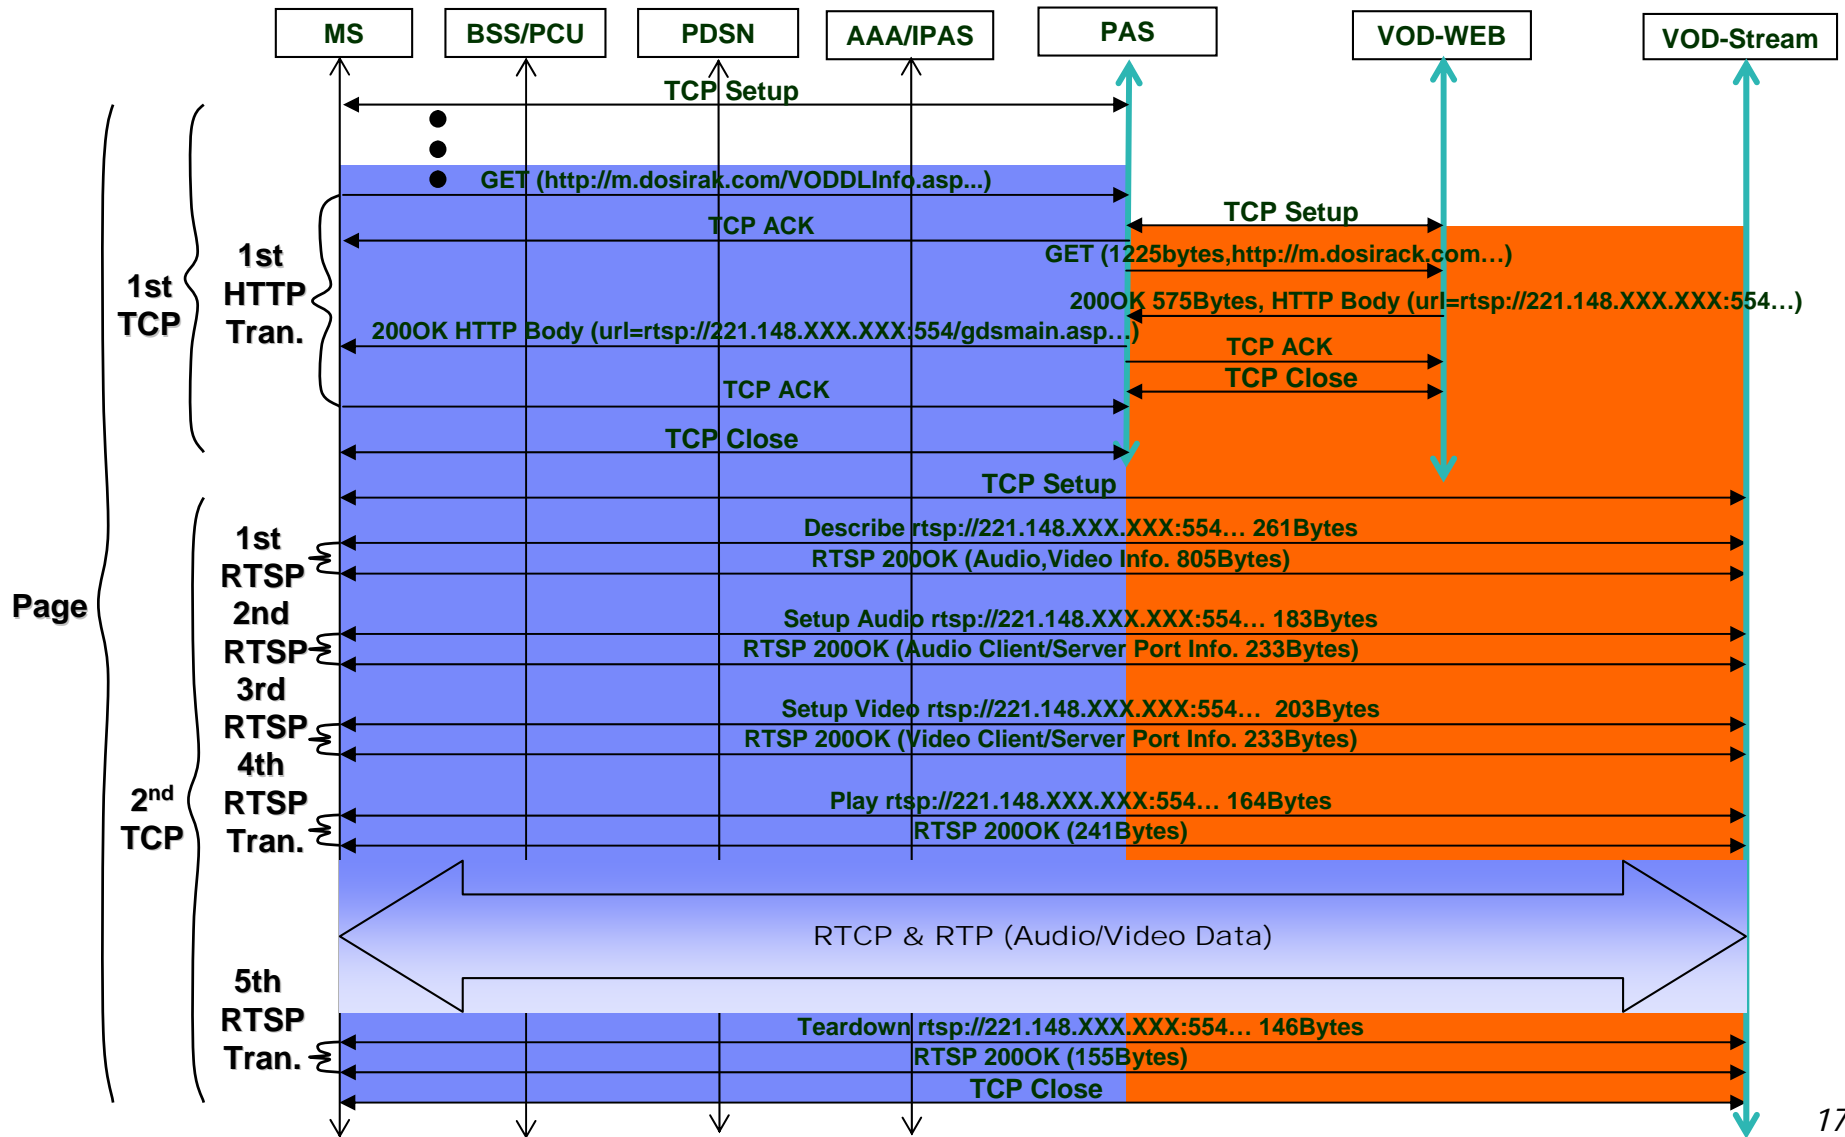 MS
BSS/PCU
PDSN
AAA/IPAS
PAS
VOD-WEB
VOD-Stream
TCP Setup
GET (http://m.dosirak.com/VODDLInfo.asp...)
TCP Setup
TCP ACK
GET (1225bytes,http://m.dosirack.com…)
200OK 575Bytes, HTTP Body (url=rtsp://221.148.XXX.XXX:554…)
200OK HTTP Body (url=rtsp://221.148.XXX.XXX:554/gdsmain.asp…)
TCP ACK
TCP Close
TCP ACK
TCP Close
1st
HTTP
Tran.
1st
TCP
TCP Setup
Describe rtsp://221.148.XXX.XXX:554… 261Bytes
RTSP 200OK (Audio,Video Info. 805Bytes)
1st
RTSP
Page
Setup Audio rtsp://221.148.XXX.XXX:554… 183Bytes
RTSP 200OK (Audio Client/Server Port Info. 233Bytes)
2nd
RTSP
Setup Video rtsp://221.148.XXX.XXX:554… 203Bytes
RTSP 200OK (Video Client/Server Port Info. 233Bytes)
3rd
RTSP
Play rtsp://221.148.XXX.XXX:554… 164Bytes
RTSP 200OK (241Bytes)
4th
RTSP
Tran.
2nd
TCP
RTCP & RTP (Audio/Video Data)
5th
RTSP
Tran.
Teardown rtsp://221.148.XXX.XXX:554… 146Bytes
RTSP 200OK (155Bytes)
TCP Close
17